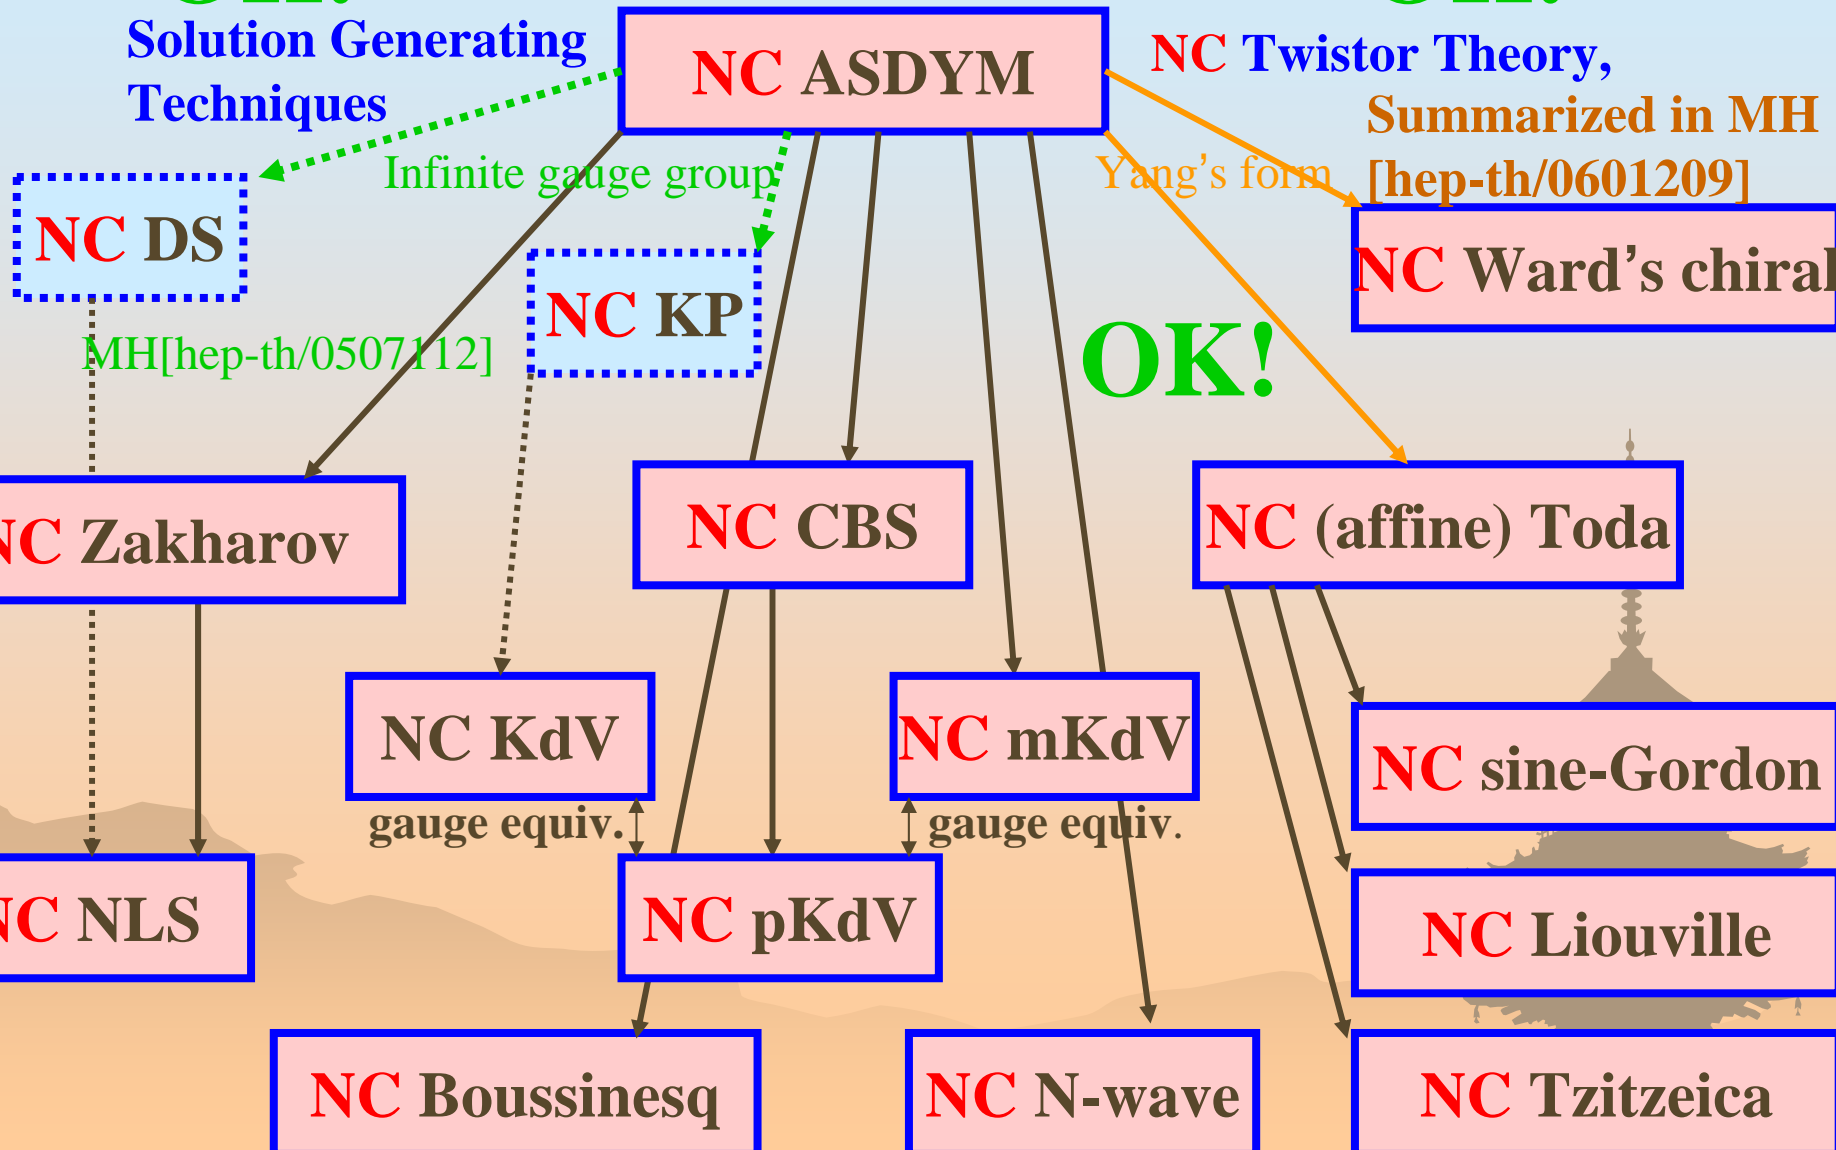 OK!
OK!
Solution Generating
Techniques
NC ASDYM
NC Twistor Theory,
Summarized in MH
[hep-th/0601209]
Infinite gauge group
Yang's form
NC DS
NC KP
NC Ward's chiral
MH[hep-th/0507112]
OK!
NC Zakharov
NC CBS
NC (affine) Toda
NC KdV
NC mKdV
NC sine-Gordon
gauge equiv.
gauge equiv.
NC NLS
NC pKdV
NC Liouville
NC Boussinesq
NC N-wave
NC Tzitzeica